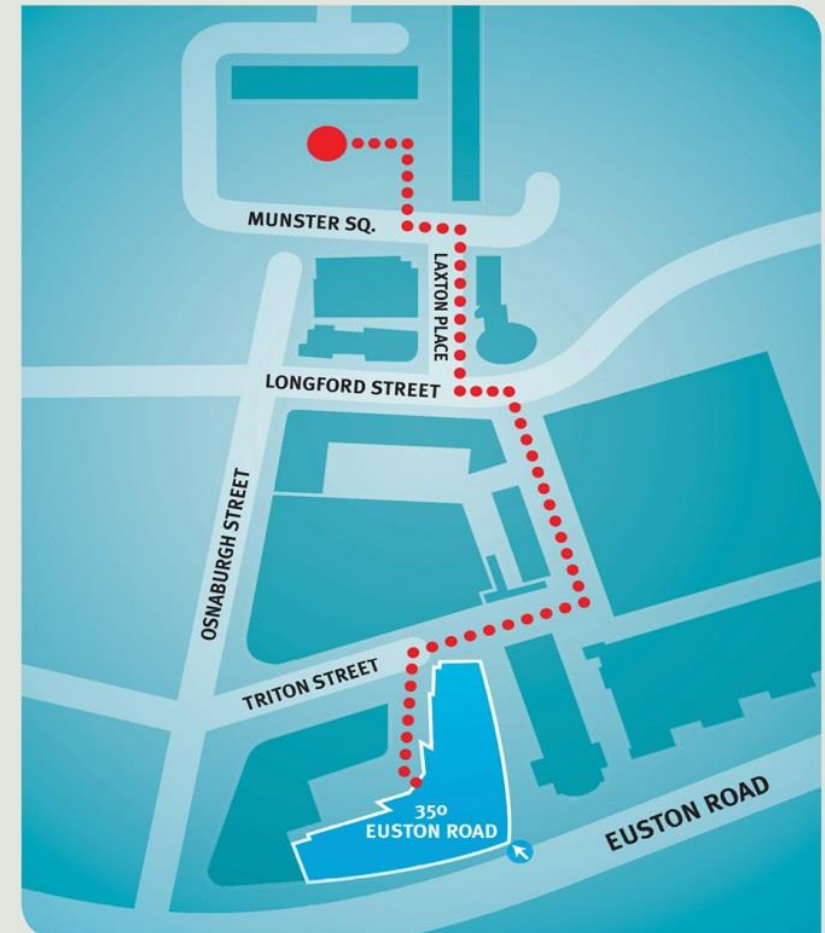 MUNSTER SQ.
LAXTON PLACE
LONGFORD STREET
OSNABURGH STREET
TRITON STREET
350
EUSTON ROAD
EUSTON ROAD